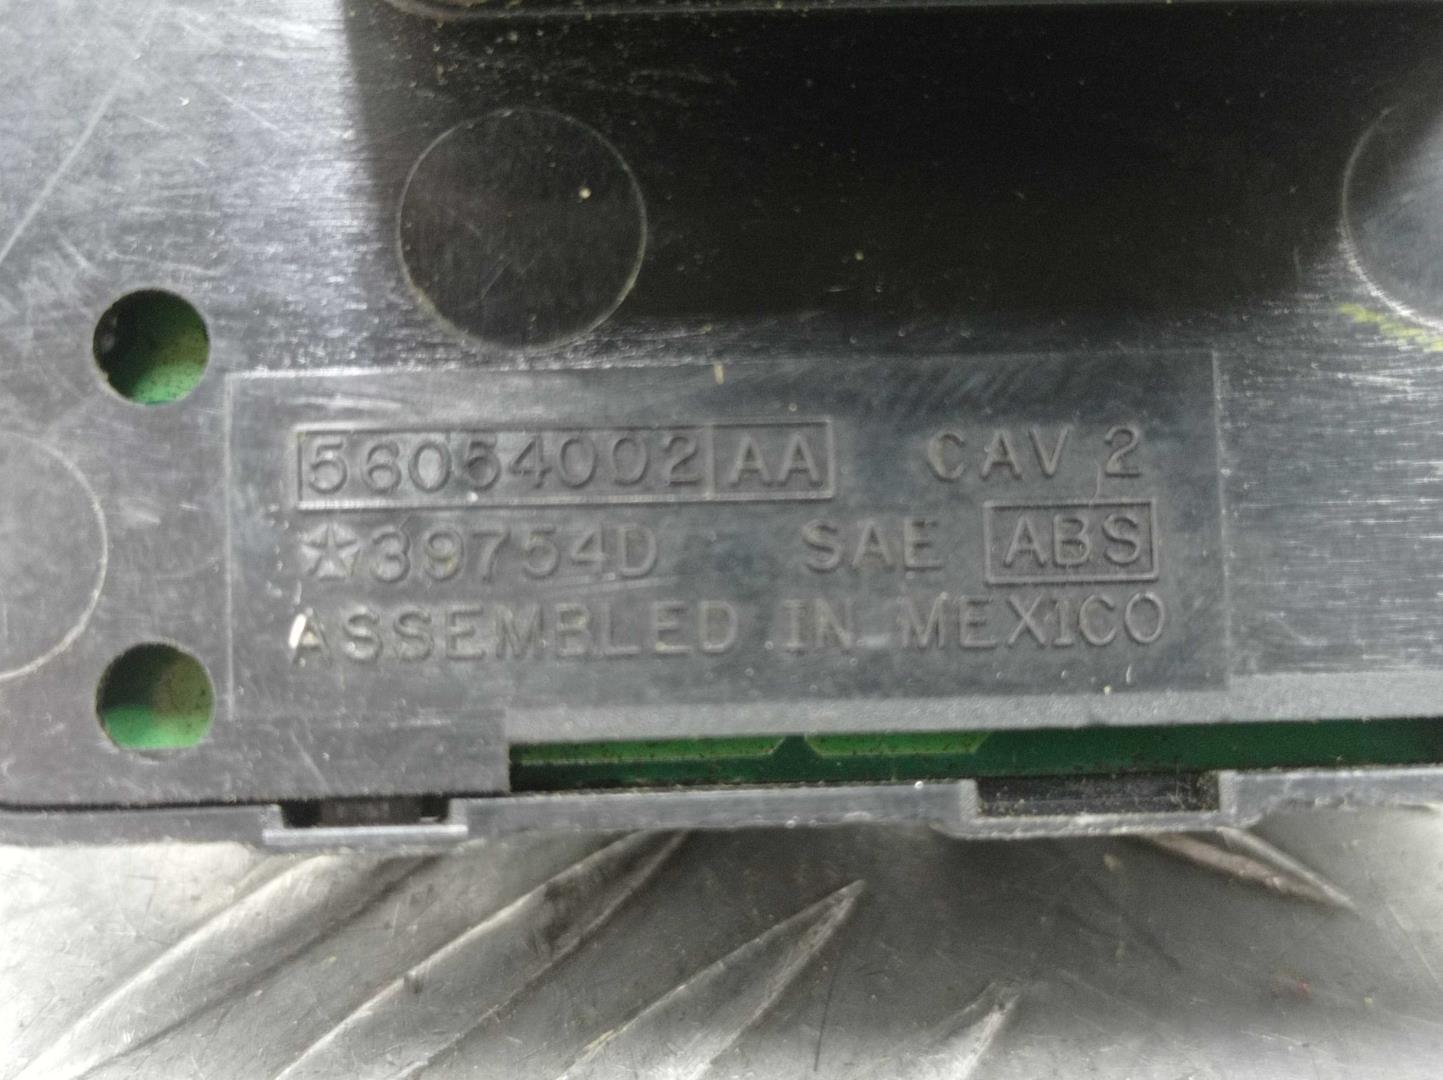 56054002 AA CAV 2
39754D SAE ABS
ASSEMBLED IN MEXICO